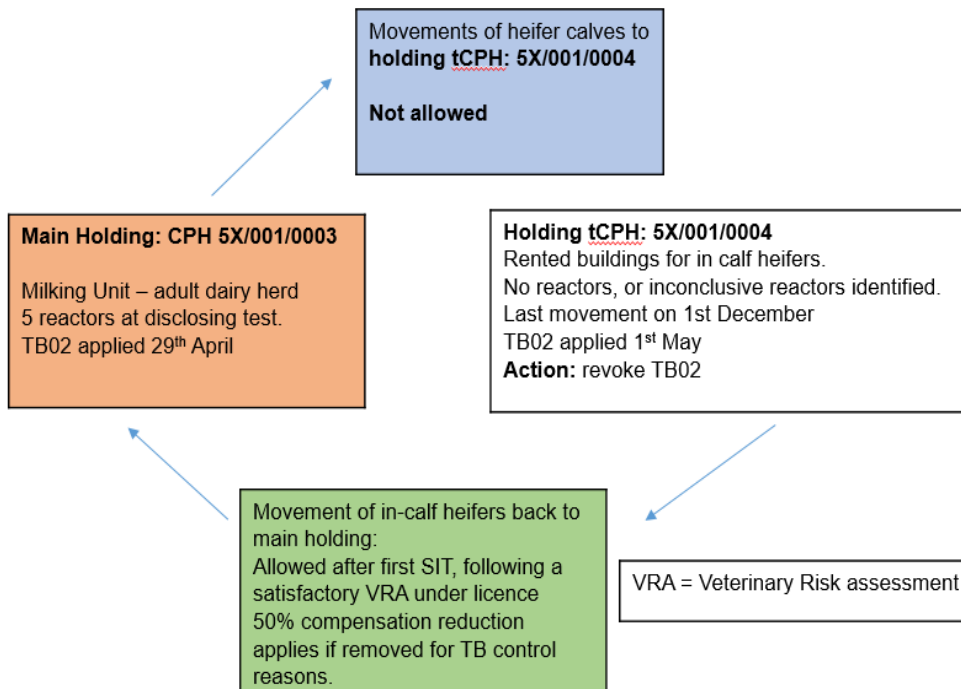 Movements of heifer calves to
holding tCPH: 5X/001/0004
Not allowed
Main Holding: CPH 5X/001/0003
Milking Unit – adult dairy herd
5 reactors at disclosing test.
TB02 applied 29th April
Holding tCPH: 5X/001/0004
Rented buildings for in calf heifers.
No reactors, or inconclusive reactors identified.
Last movement on 1st December
TB02 applied 1st May
Action: revoke TB02
Movement of in-calf heifers back to
main holding:
Allowed after first SIT, following a
satisfactory VRA under licence
50% compensation reduction
applies if removed for TB control
reasons.
VRA = Veterinary Risk assessment